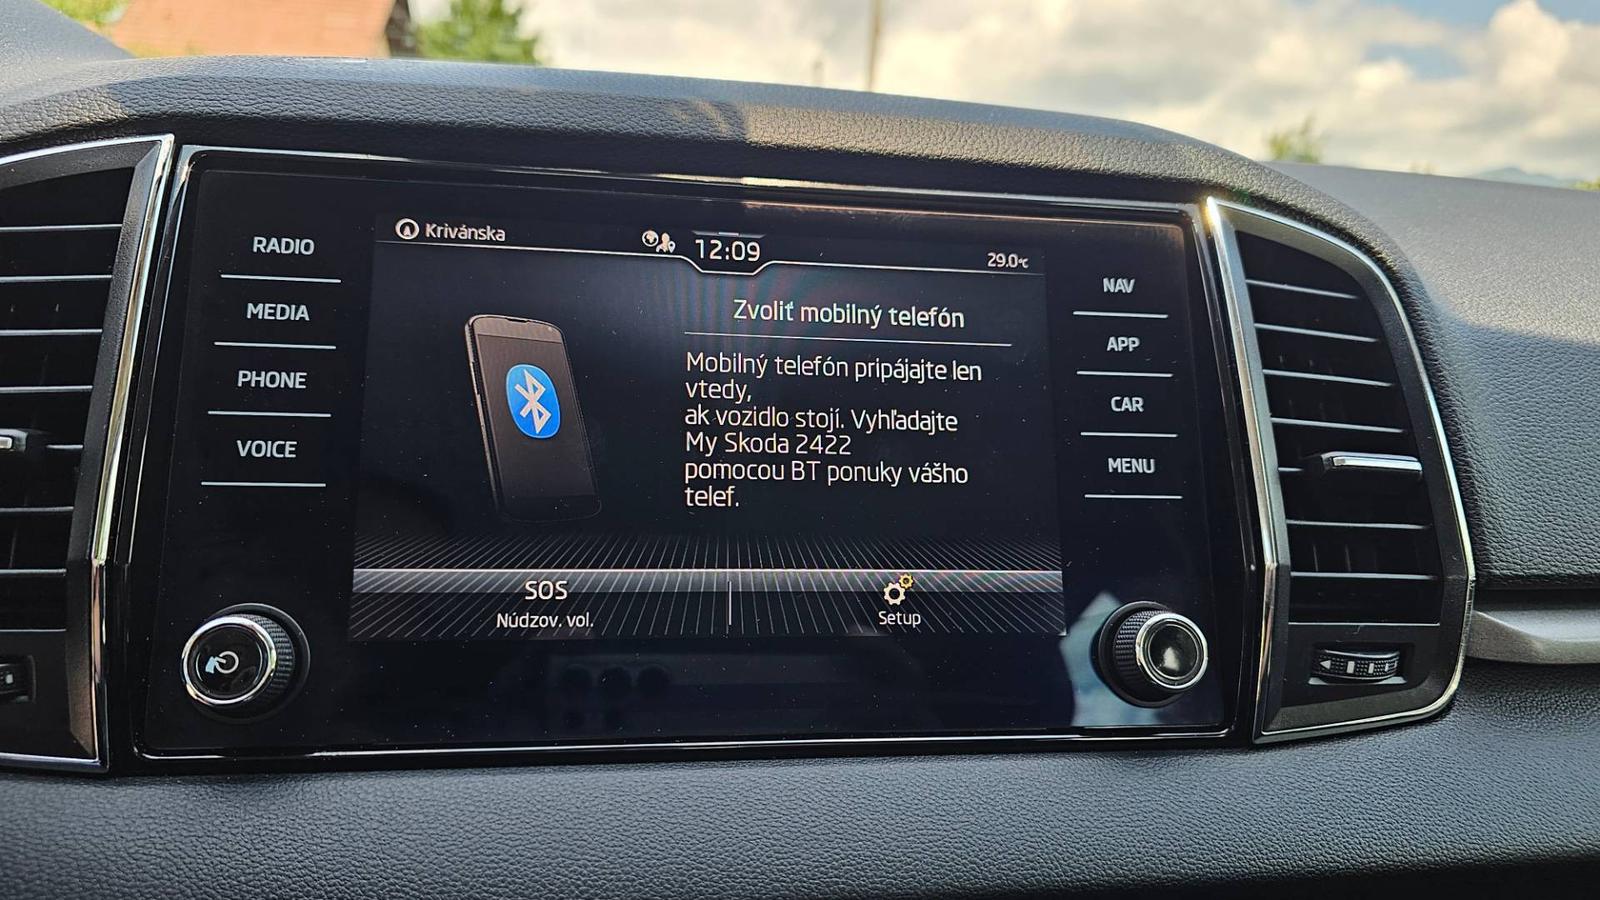 Krivánska
12:09
29.0°C
RADIO
MEDIA
PHONE
VOICE
Zvoliť mobilný telefón
Mobilný telefón pripájajte len
vtedy,
ak vozidlo stojí. Vyhľadajte
My Skoda 2422
pomocou BT ponuky vášho
telef.
NAV
APP
CAR
MENU
SOS
Núdzov. vol.
Setup